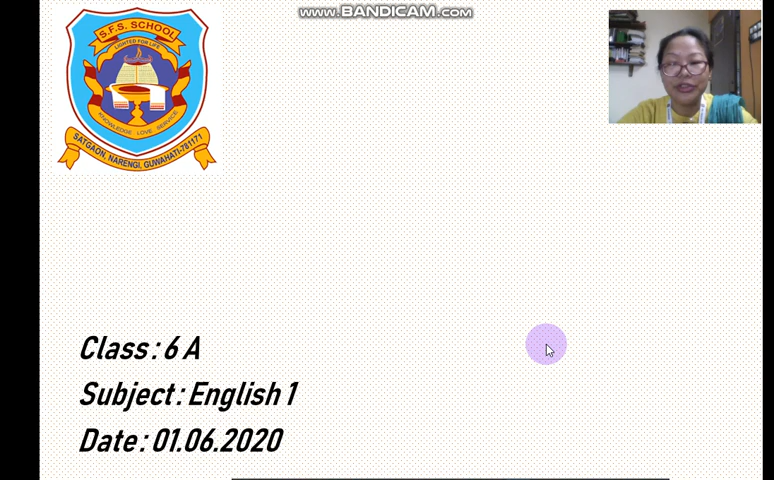 www.BANDICAM.com
S.F.S. SCHOOL
LIGHTED FOR LIFE
KNOWLEDGE LOVE SERVICE
SATGAON, NARENGI, GUWAHATI-781171
Class : 6 A
Subject : English 1
Date : 01.06.2020